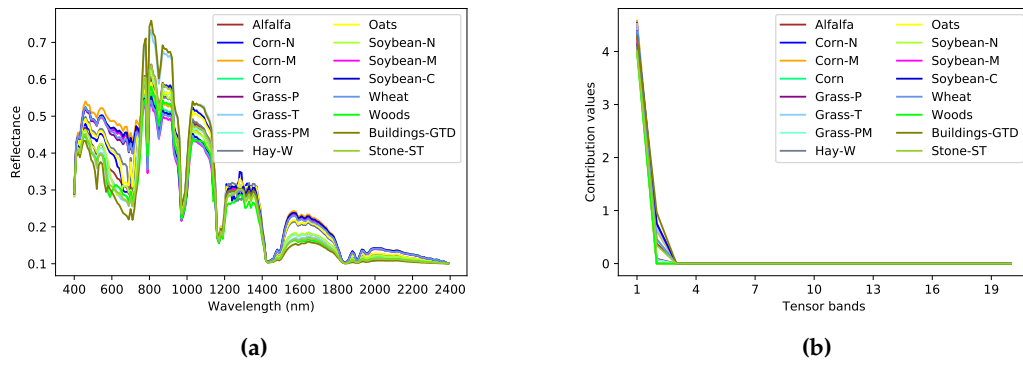 0.7
0.6
0.5
0.4
0.3
0.2
0.1
Reflectance
400 600 800 1000 1200 1400 1600 1800 2000 2200 2400
Wavelength (nm)
Alfalfa Oats
Corn-N Soybean-N
Corn-M Soybean-M
Corn Soybean-C
Grass-P Wheat
Grass-T Woods
Grass-PM Buildings-GTD
Hay-W Stone-ST
(a)
4
3
2
1
0
Contribution values
1 4 7 10 13 16 19
Tensor bands
Alfalfa Oats
Corn-N Soybean-N
Corn-M Soybean-M
Corn Soybean-C
Grass-P Wheat
Grass-T Woods
Grass-PM Buildings-GTD
Hay-W Stone-ST
(b)